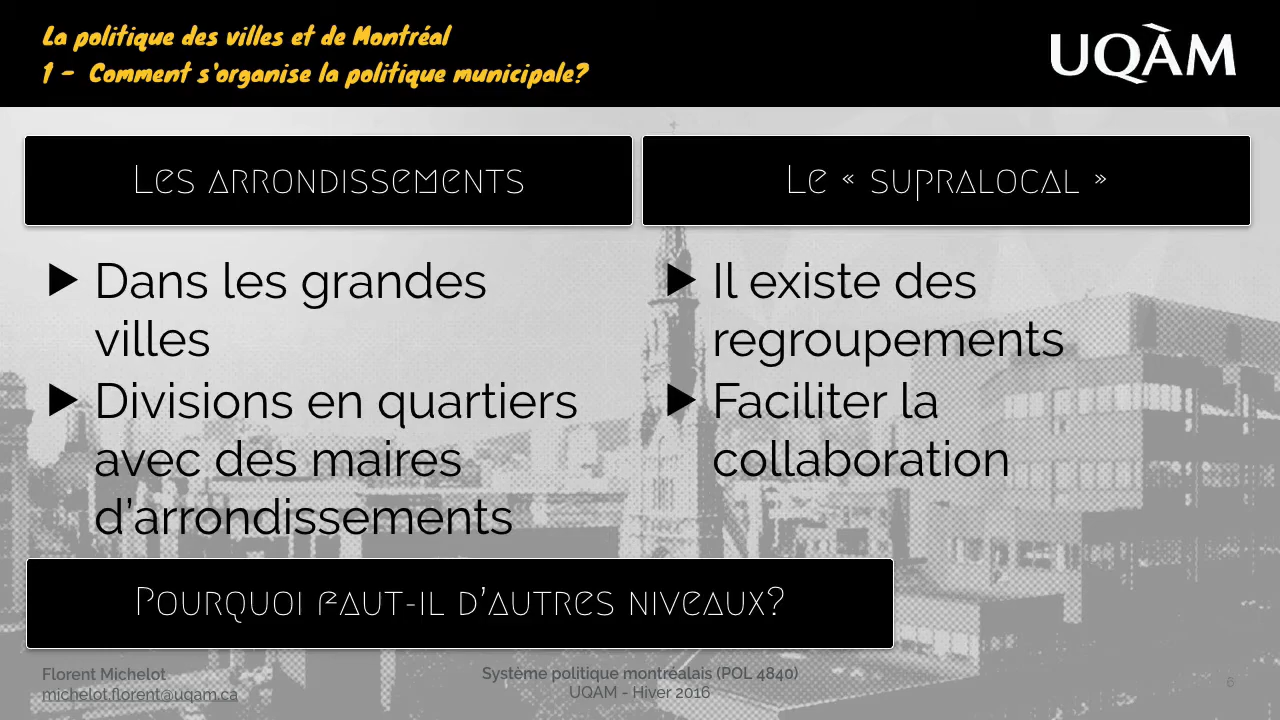 La politique des villes et de Montréal
1 - Comment s'organise la politique municipale?
UQÀM
Les arrondissements
Le « supralocal »
Dans les grandes
villes
Divisions en quartiers
avec des maires
d'arrondissements
Il existe des
regroupements
Faciliter la
collaboration
Pourquoi faut-il d'autres niveaux?
Florent Michelot
michelot.florent@uqam.ca
Système politique montréalais (POL 4840)
UQAM - Hiver 2016
6